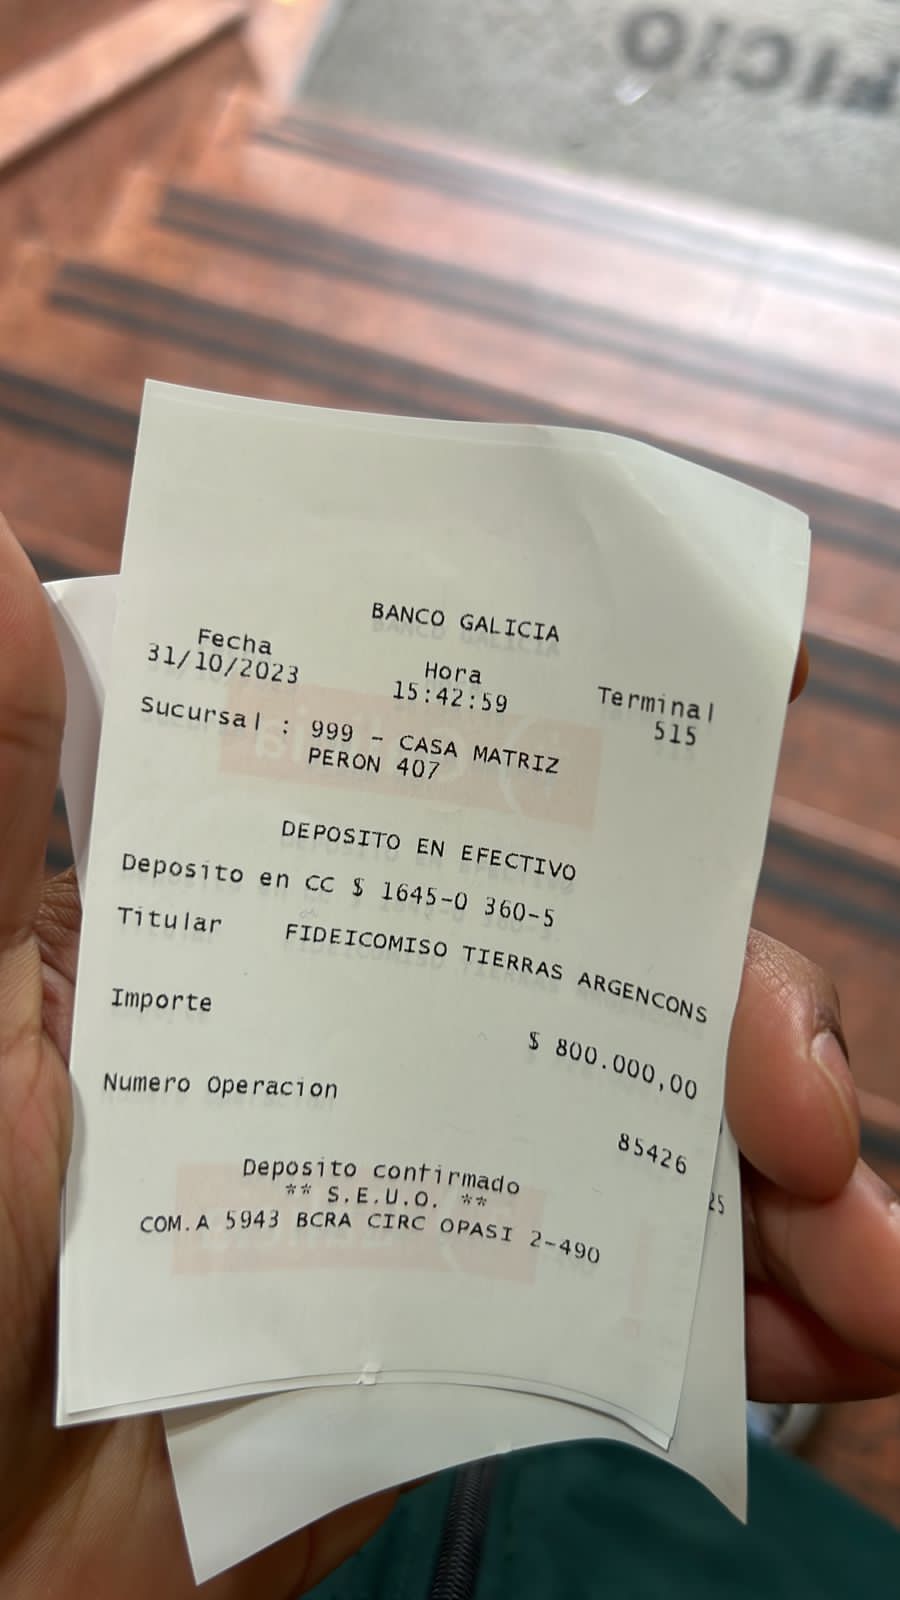 BANCO GALICIA
Fecha Hora Terminal
31/10/2023 15:42:59 515
Sucursal : 999 - CASA MATRIZ
PERON 407
DEPOSITO EN EFECTIVO
Deposito en CC $ 1645-0 360-5
Titular FIDEICOMISO TIERRAS ARGENCONS
Importe
$ 800.000,00
Numero Operacion
85426
Deposito confirmado
** S.E.U.O. **
COM.A 5943 BCRA CIRC OPASI 2-490
25